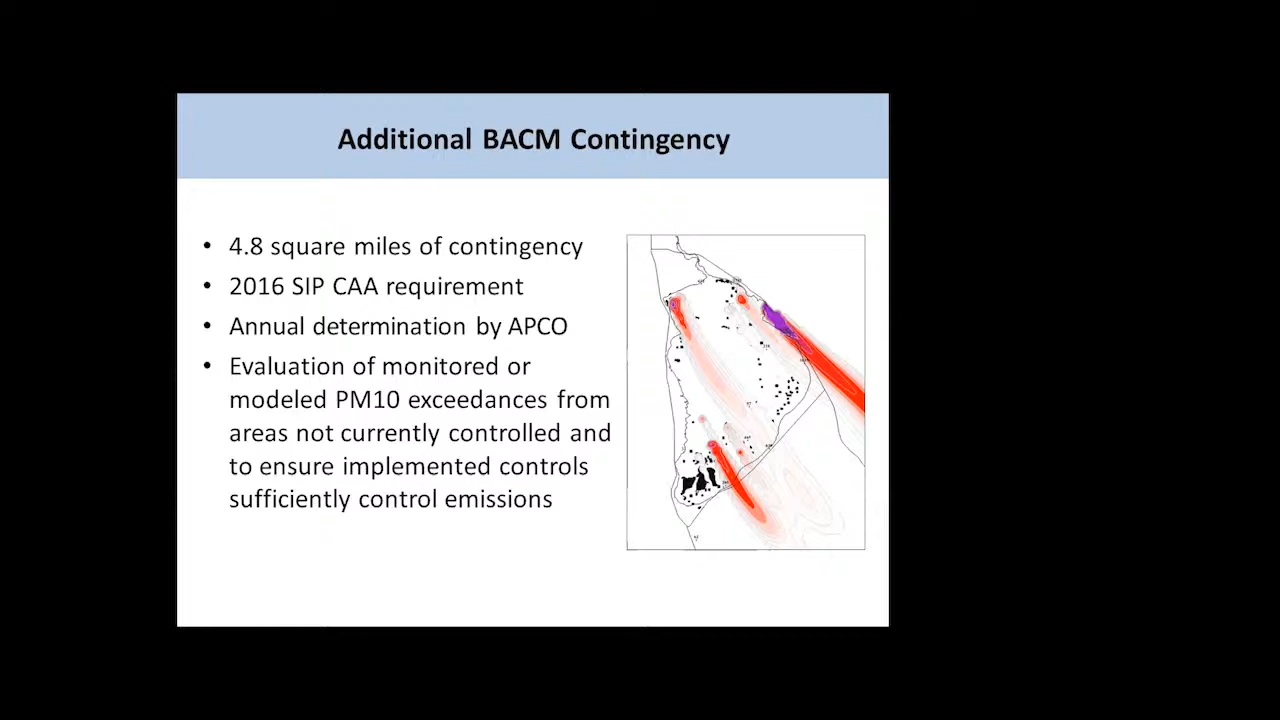 Additional BACM Contingency
• 4.8 square miles of contingency
• 2016 SIP CAA requirement
• Annual determination by APCO
• Evaluation of monitored or
modeled PM10 exceedances from
areas not currently controlled and
to ensure implemented controls
sufficiently control emissions